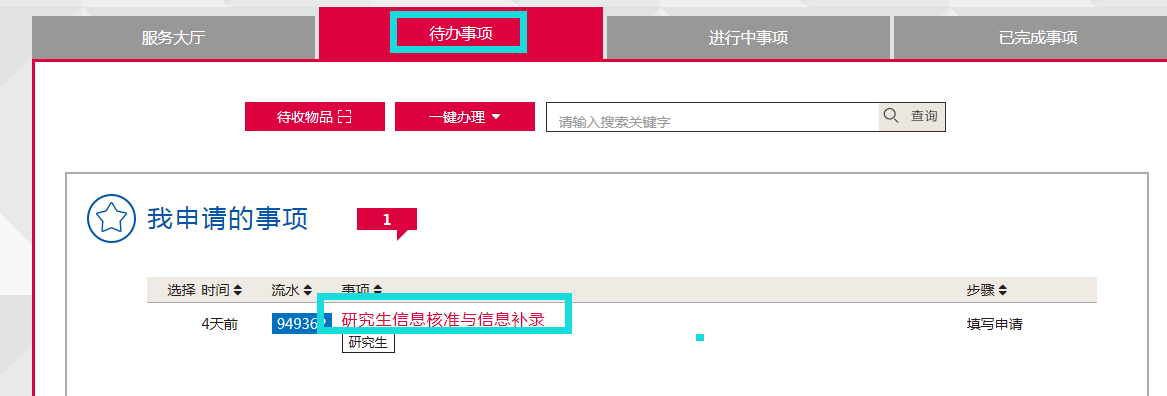 服务大厅 待办事项 进行中事项 已完成事项
待收物品 一键办理 请输入搜索关键字 查询
我申请的事项 1
选择 时间 流水 事项 步骤
4天前 研究生信息核准与信息补录 填写申请
研究生